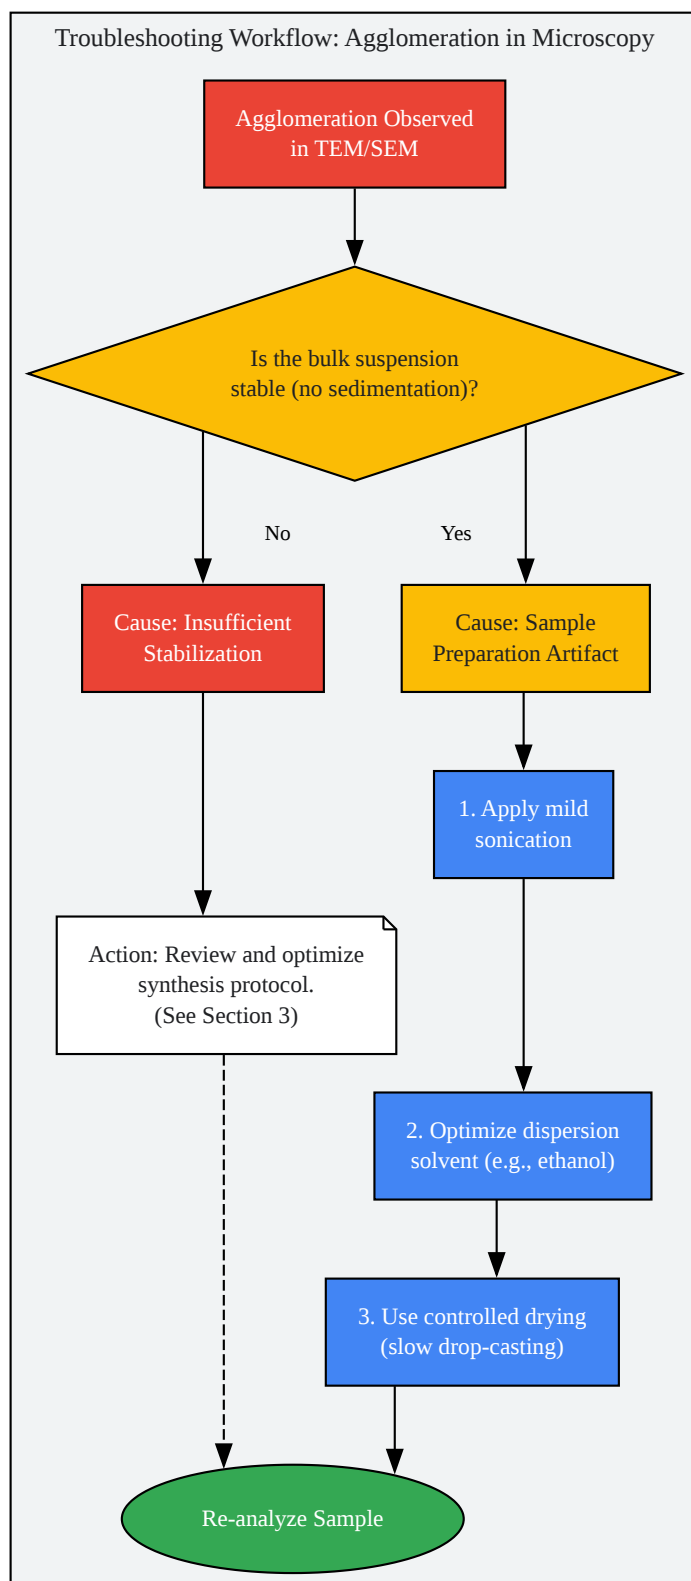 Troubleshooting Workflow: Agglomeration in Microscopy
Agglomeration Observed
in TEM/SEM
Is the bulk suspension
stable (no sedimentation)?
No
Yes
Cause: Insufficient
Stabilization
Cause: Sample
Preparation Artifact
1. Apply mild
sonication
Action: Review and optimize
synthesis protocol.
(See Section 3)
2. Optimize dispersion
solvent (e.g., ethanol)
3. Use controlled drying
(slow drop-casting)
Re-analyze Sample